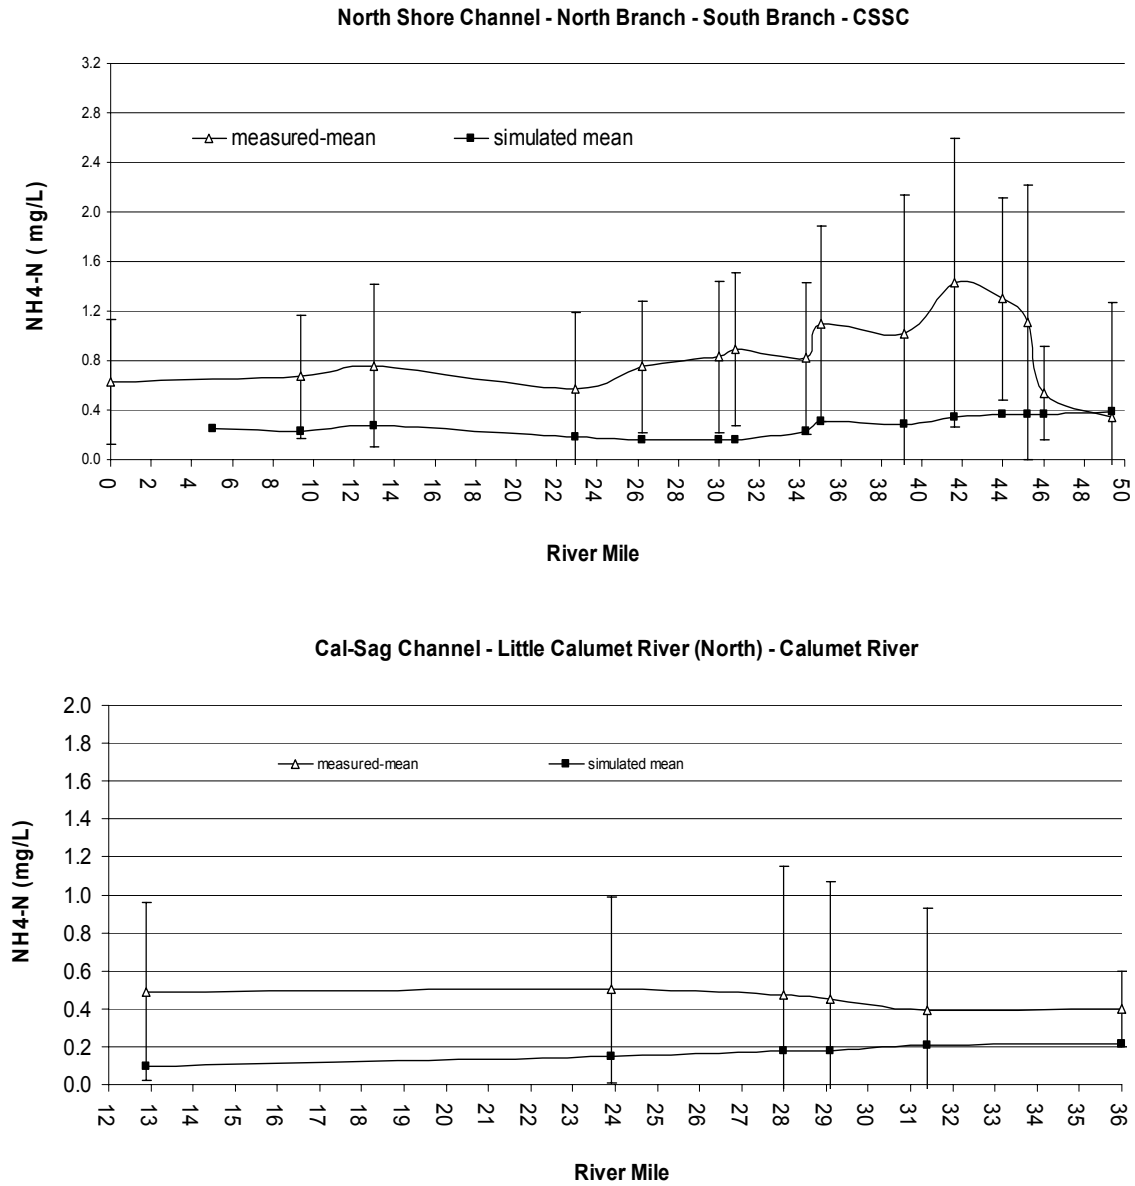 North Shore Channel - North Branch - South Branch - CSSC
3.2
2.8
2.4
2.0
1.6
1.2
0.8
0.4
0.0
measured-mean simulated mean
NH4-N ( mg/L)
0 2 4 6 8 10 12 14 16 18 20 22 24 26 28 30 32 34 36 38 40 42 44 46 48 50
River Mile
Cal-Sag Channel - Little Calumet River (North) - Calumet River
2.0
1.8
1.6
1.4
1.2
1.0
0.8
0.6
0.4
0.2
0.0
measured-mean simulated mean
NH4-N (mg/L)
12 13 14 15 16 17 18 19 20 21 22 23 24 25 26 27 28 29 30 31 32 33 34 35 36
River Mile